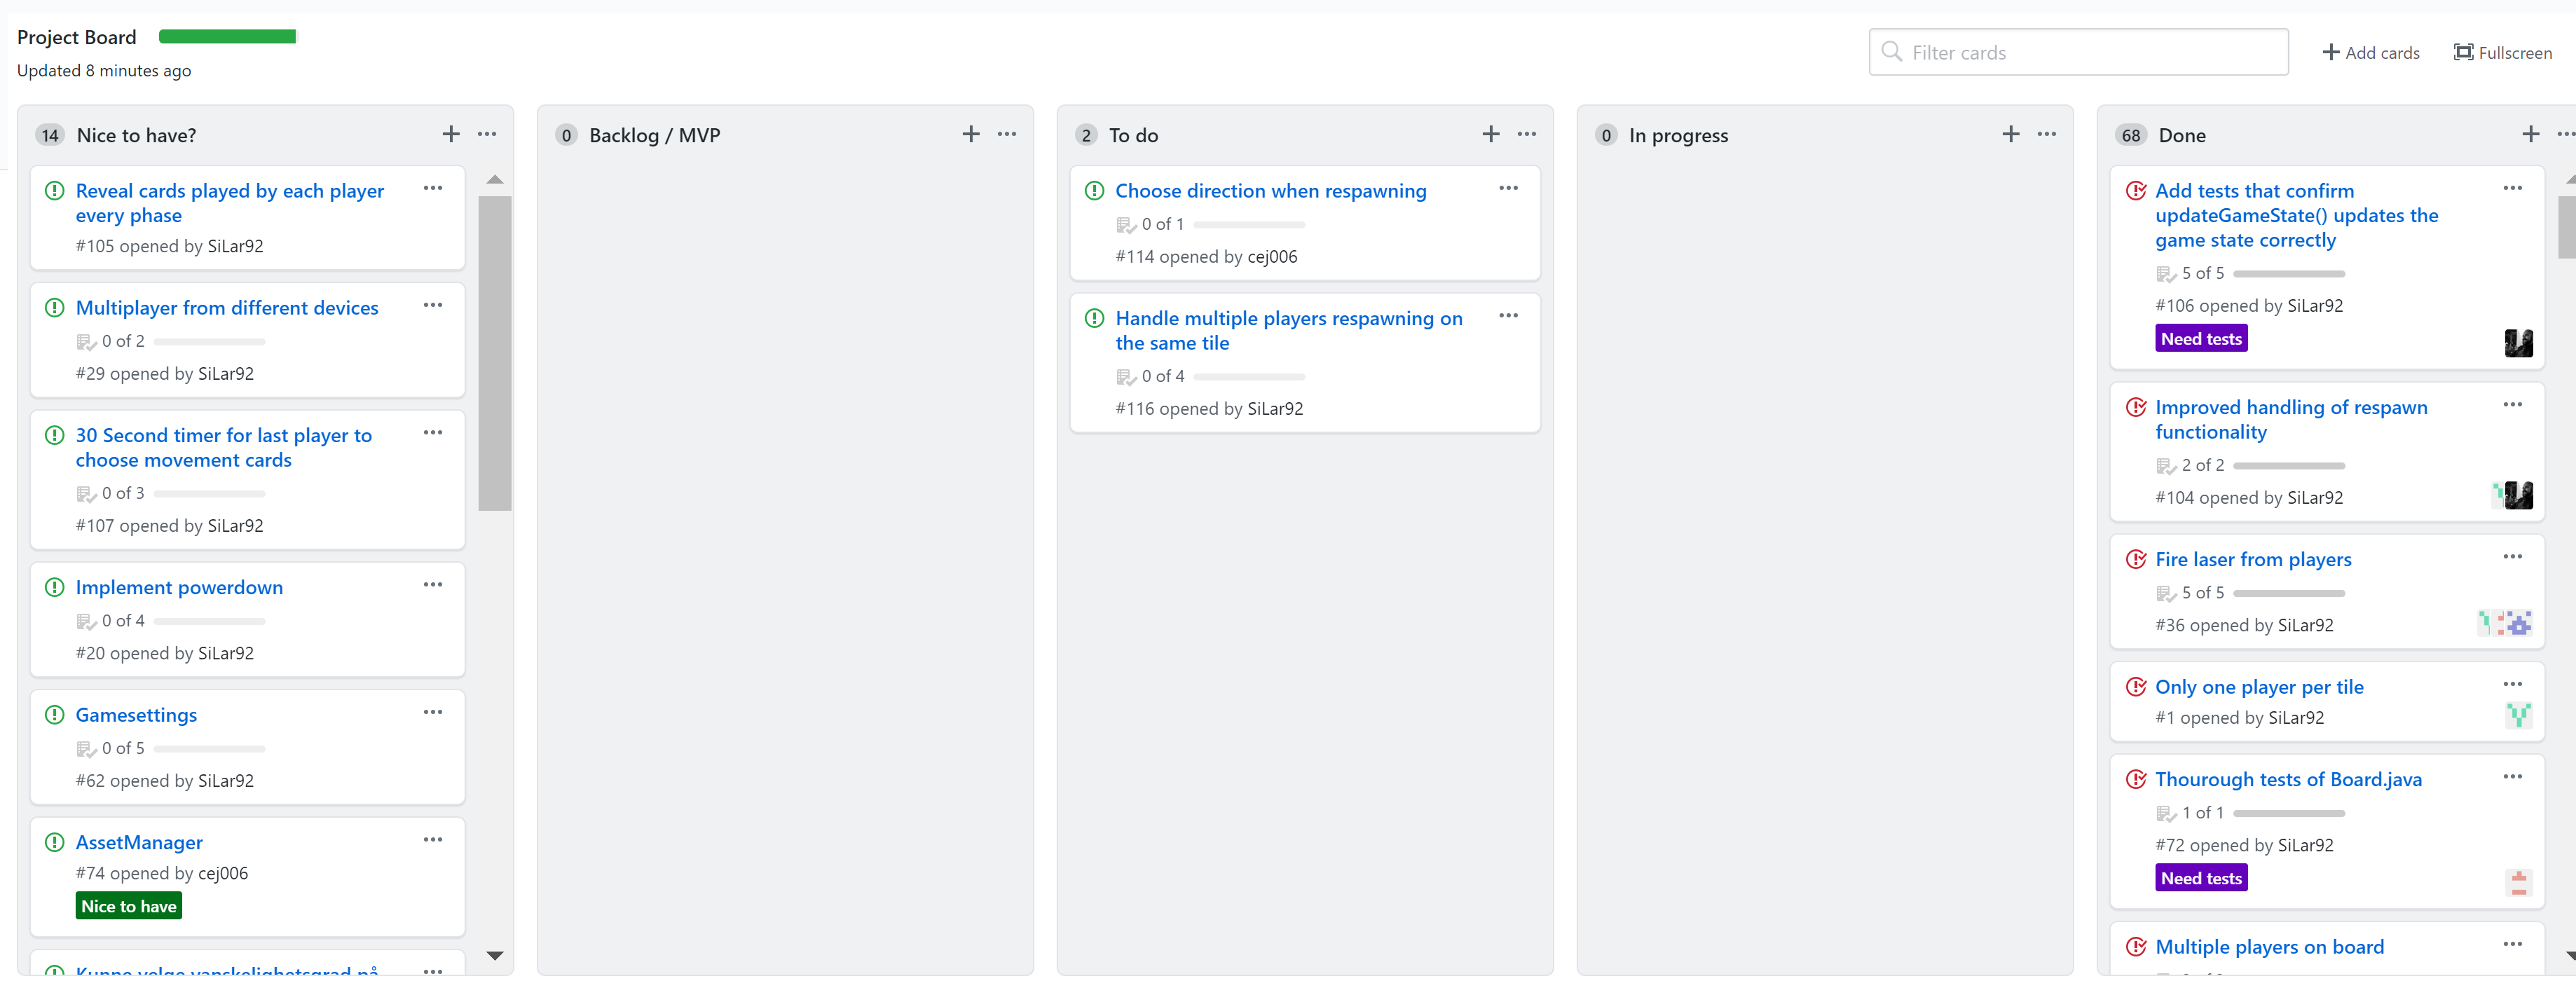 Project Board
Updated 8 minutes ago
Filter cards
Add cards
Fullscreen
14 Nice to have?
Reveal cards played by each player
every phase
#105 opened by SiLar92
Multiplayer from different devices
0 of 2
#29 opened by SiLar92
30 Second timer for last player to
choose movement cards
0 of 3
#107 opened by SiLar92
Implement powerdown
0 of 4
#20 opened by SiLar92
Gamesettings
0 of 5
#62 opened by SiLar92
AssetManager
#74 opened by cej006
Nice to have
Kunne velge vanskelighetsgrad på
0 Backlog / MVP
2 To do
Choose direction when respawning
0 of 1
#114 opened by cej006
Handle multiple players respawning on
the same tile
0 of 4
#116 opened by SiLar92
0 In progress
68 Done
Add tests that confirm
updateGameState() updates the
game state correctly
5 of 5
#106 opened by SiLar92
Need tests
Improved handling of respawn
functionality
2 of 2
#104 opened by SiLar92
Fire laser from players
5 of 5
#36 opened by SiLar92
Only one player per tile
#1 opened by SiLar92
Thourough tests of Board.java
1 of 1
#72 opened by SiLar92
Need tests
Multiple players on board